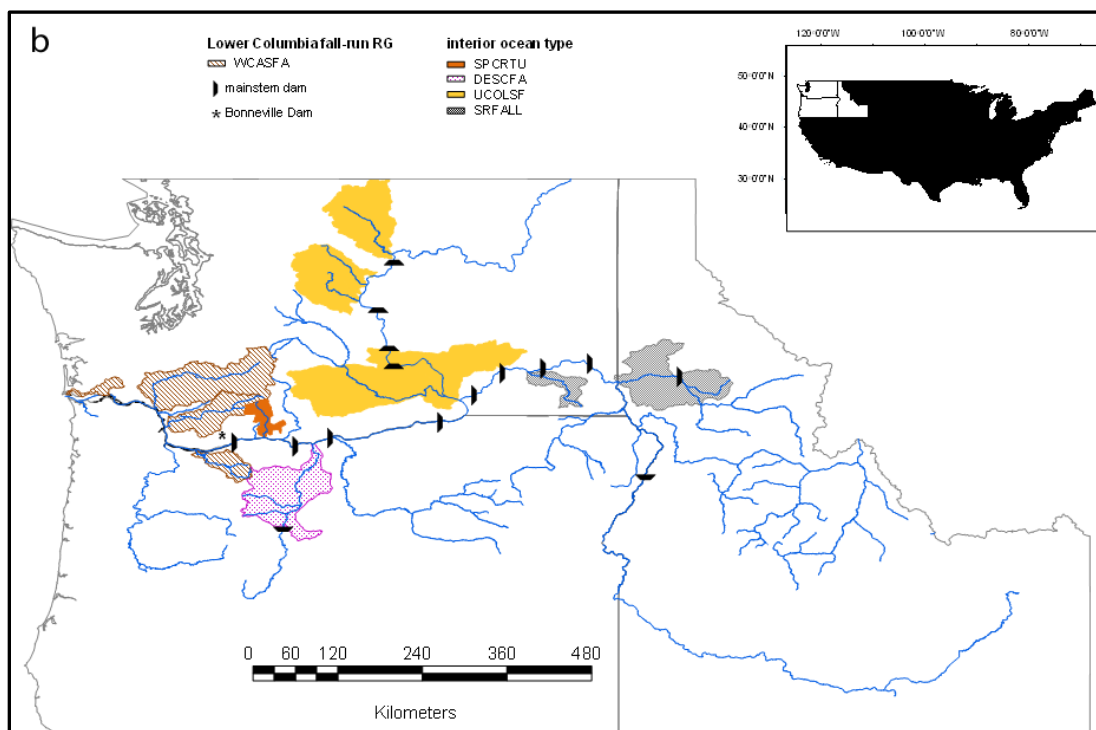 b
Lower Columbia fall-run RG
WCASFA
mainstem dam
* Bonneville Dam
interior ocean type
SPCRTU
DESCFA
UCOLSF
SRFALL
120°0'0"W 100°0'0"W 80°0'0"W
50°0'0"N
40°0'0"N
30°0'0"N
*
0 60 120 240 360 480
Kilometers